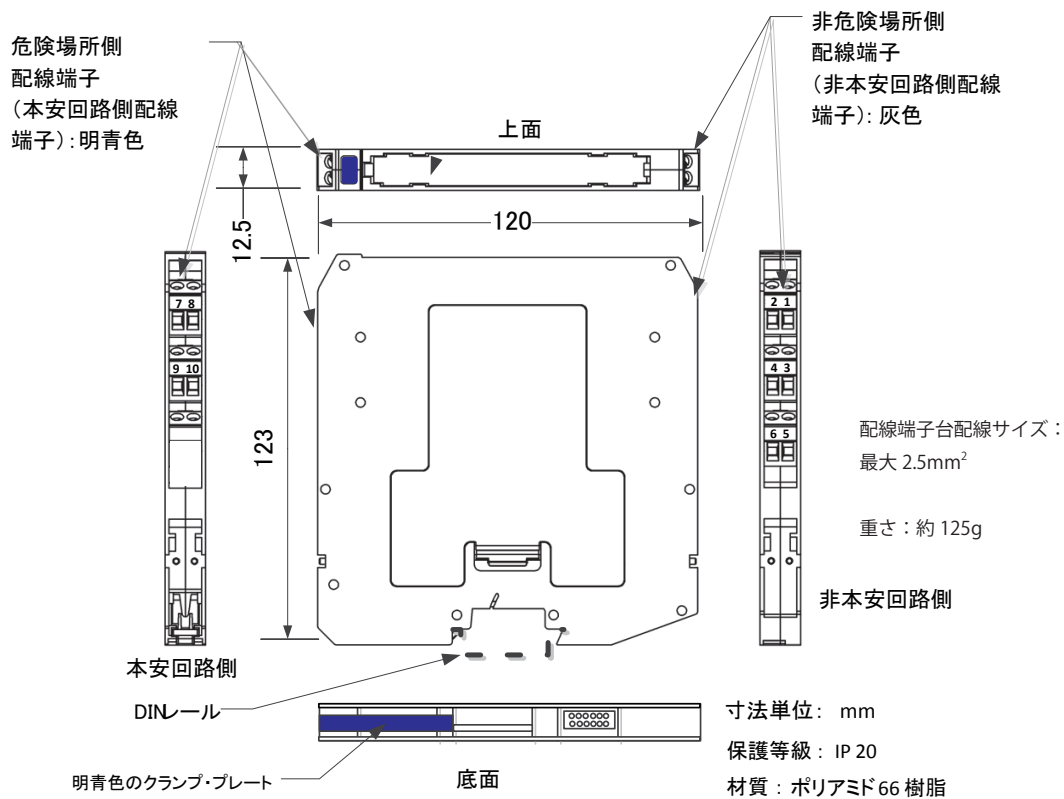 危険場所側
配線端子
(本安回路側配線
端子):明青色
非危険場所側
配線端子
(非本安回路側配線
端子): 灰色
上面
12.5
120
123
7 8
9 10
2 1
4 3
6 5
配線端子台配線サイズ：
最大 2.5mm²
重さ：約 125g
非本安回路側
本安回路側
DINレール
明青色のクランプ・プレート
底面
寸法単位： mm
保護等級： IP 20
材質：ポリアミド66 樹脂